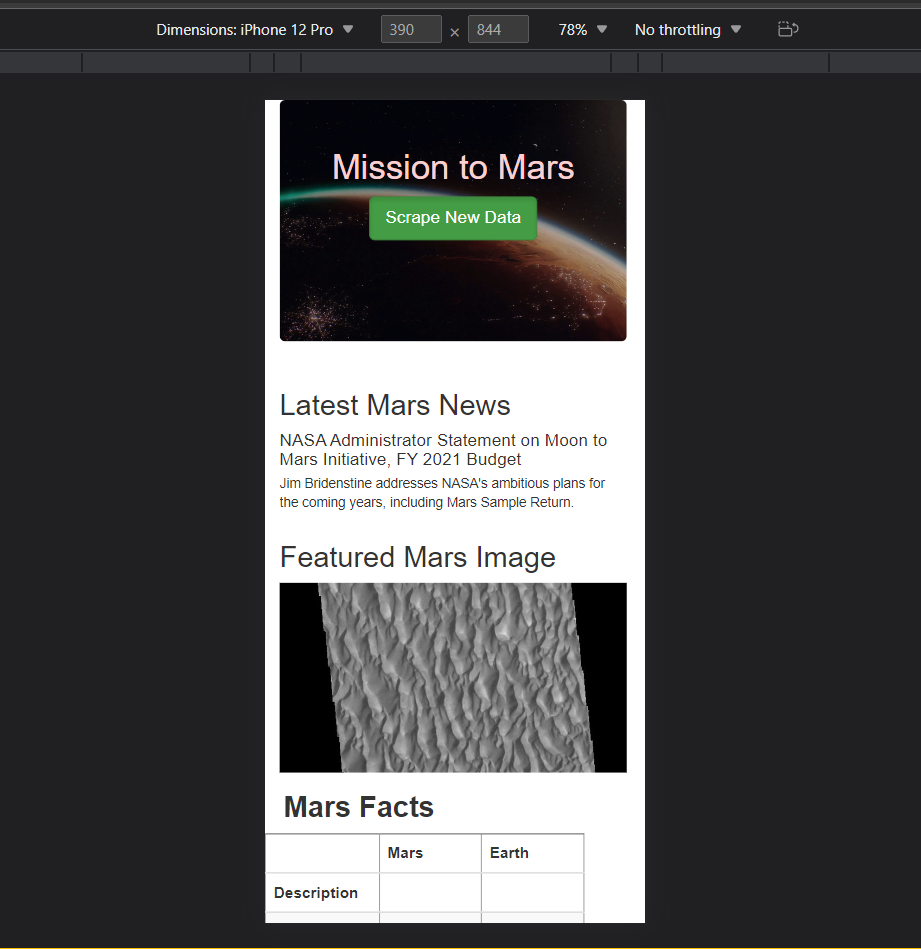 Dimensions: iPhone 12 Pro 390 × 844 78% No throttling
Mission to Mars
Scrape New Data
Latest Mars News
NASA Administrator Statement on Moon to
Mars Initiative, FY 2021 Budget
Jim Bridenstine addresses NASA's ambitious plans for
the coming years, including Mars Sample Return.
Featured Mars Image
Mars Facts
Mars Earth
Description